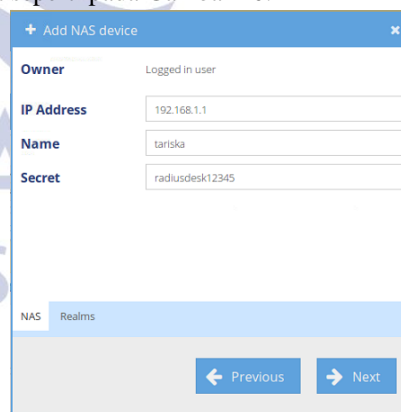 Add NAS device
Owner Logged in user
IP Address 192.168.1.1
Name tariska
Secret radiusdesk12345
NAS Realms
Previous Next